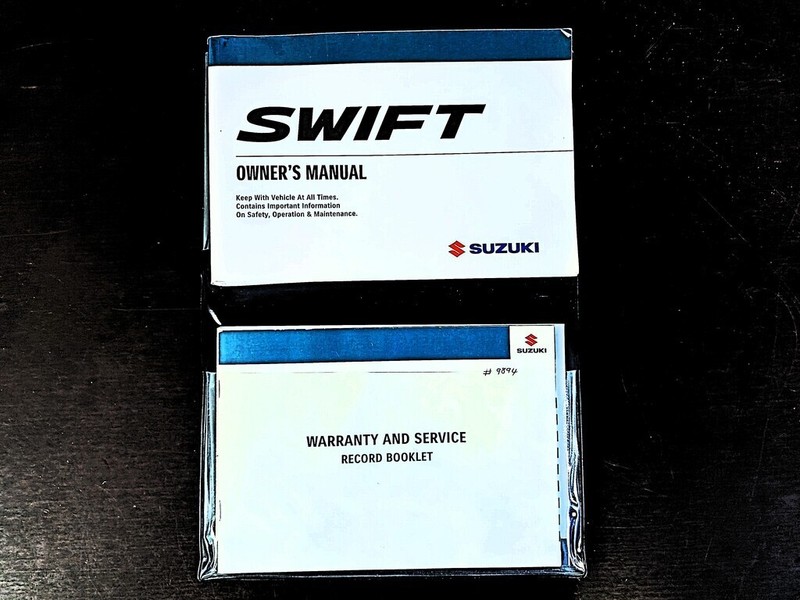 SWIFT
OWNER'S MANUAL
Keep With Vehicle At All Times.
Contains Important Information
On Safety, Operation & Maintenance.
SUZUKI
SUZUKI
# 9894
WARRANTY AND SERVICE
RECORD BOOKLET